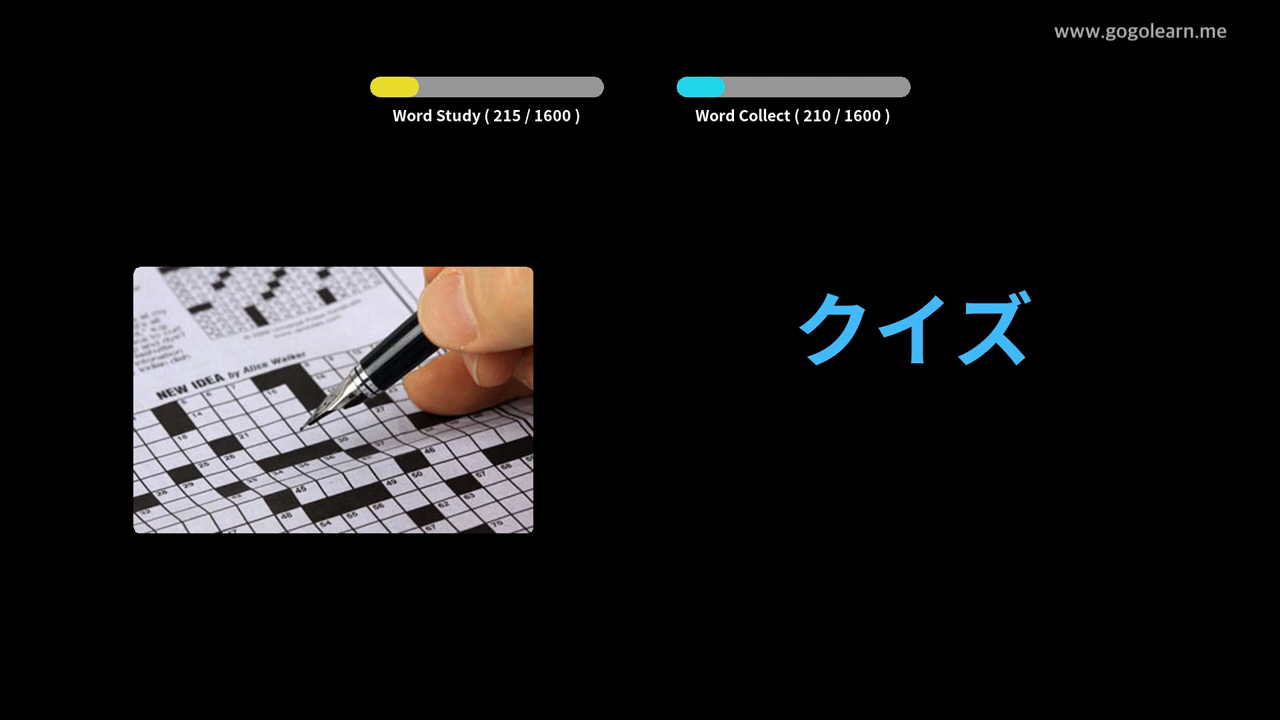 www.gogolearn.me
Word Study ( 215 / 1600 )
Word Collect ( 210 / 1600 )
クイズ
NEW IDEA by Alice Walker